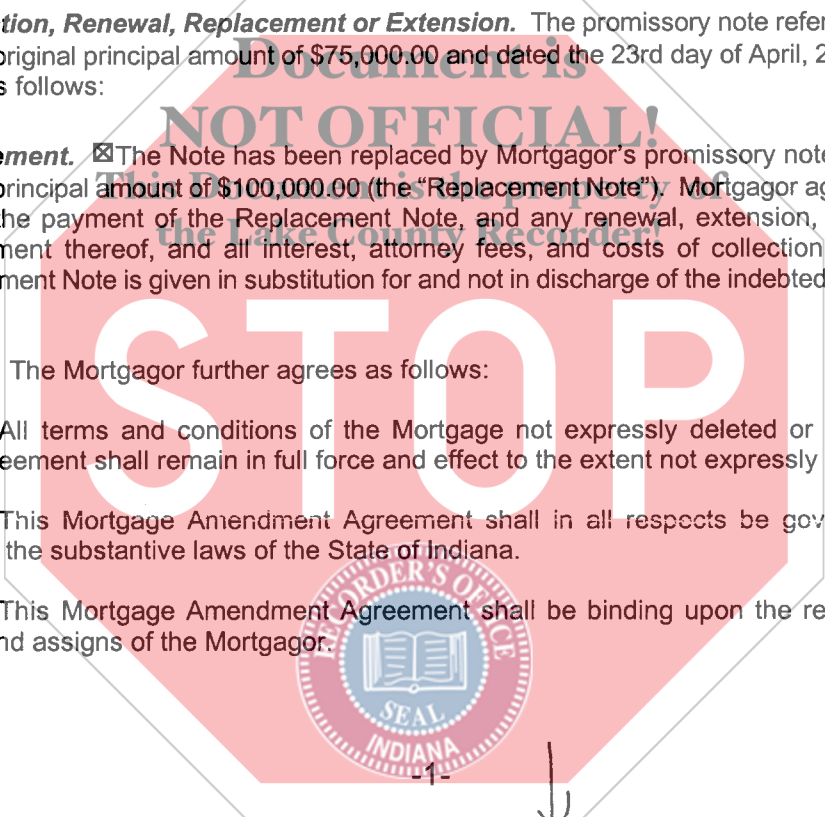 tion, Renewal, Replacement or Extension. The promissory note refer
original principal amount of $75,000.00 and dated the 23rd day of April, 2
s follows:
Document is
NOT OFFICIAL!
This Document is the property of
the Lake County Recorder!
ement. ☒The Note has been replaced by Mortgagor's promissory note
principal amount of $100,000.00 (the "Replacement Note"). Mortgagor ag
he payment of the Replacement Note, and any renewal, extension,
ment thereof, and all interest, attorney fees, and costs of collection
ment Note is given in substitution for and not in discharge of the indebted
STOP
The Mortgagor further agrees as follows:
All terms and conditions of the Mortgage not expressly deleted or
eement shall remain in full force and effect to the extent not expressly
This Mortgage Amendment Agreement shall in all respects be gov
the substantive laws of the State of Indiana.
This Mortgage Amendment Agreement shall be binding upon the re
nd assigns of the Mortgagor.
RECORDER'S OFFICE
SEAL
INDIANA
-1-